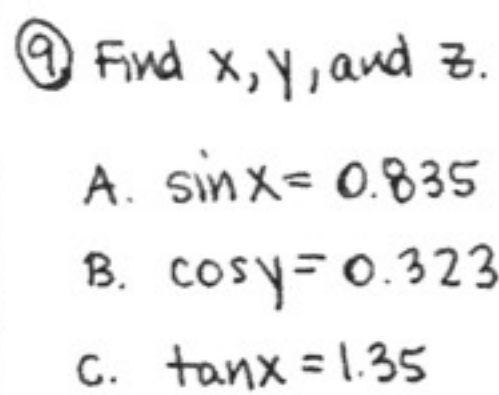 9. Find x, y, and z.
A. sin x = 0.835
B. cos y = 0.323
C. tan x = 1.35